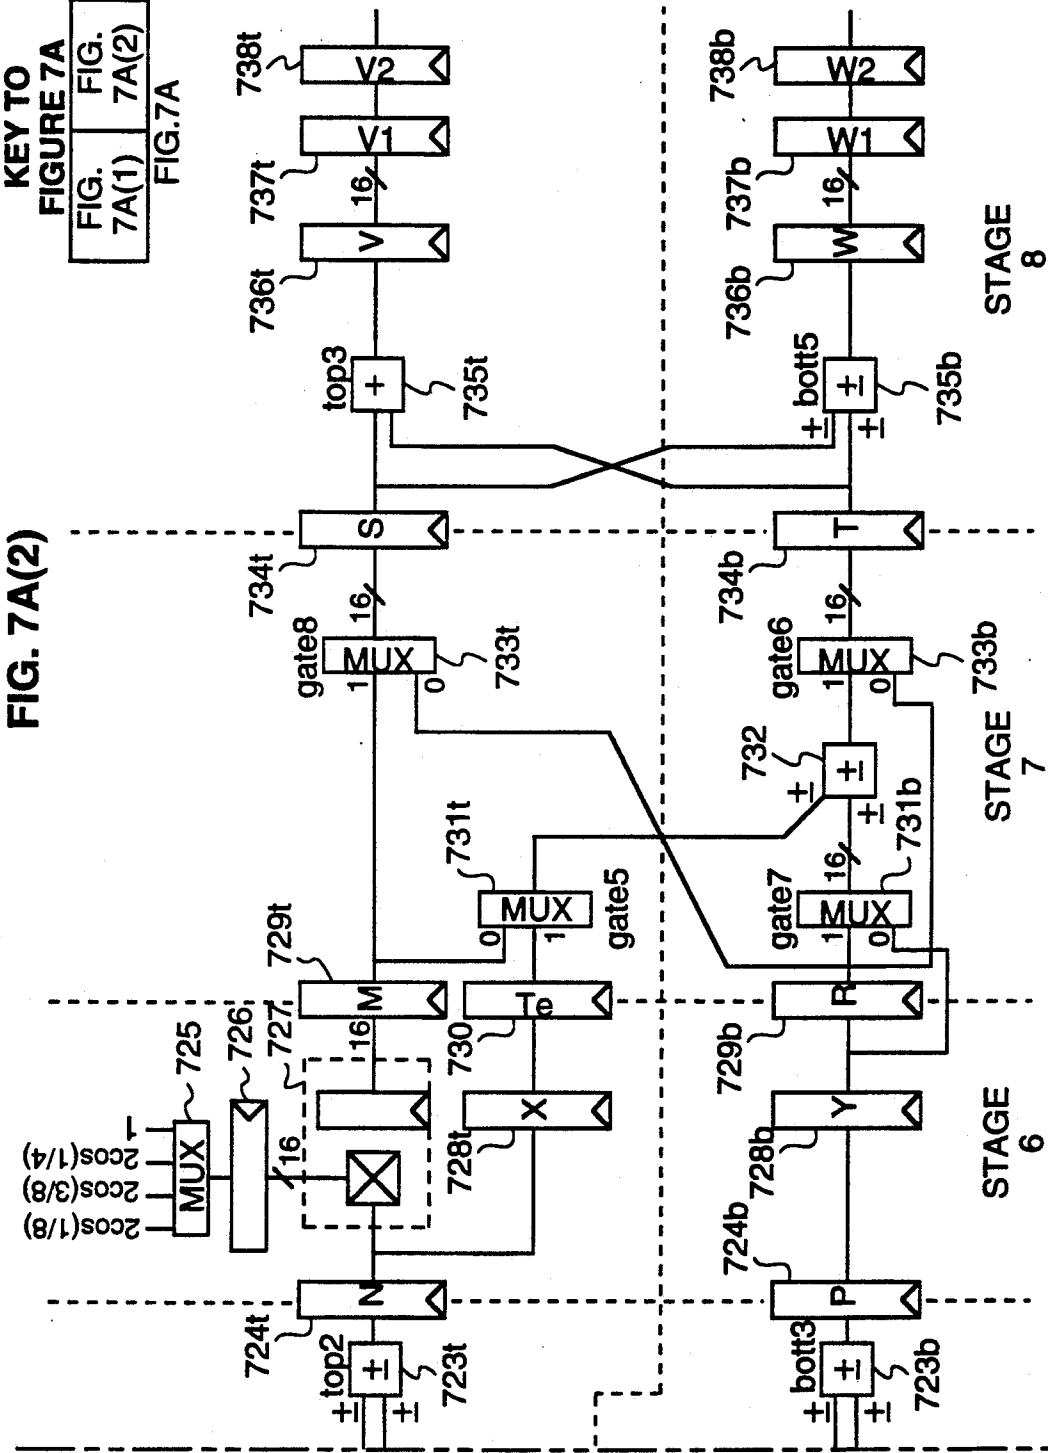 FIG. 7A(2)
KEY TO
FIGURE 7A
FIG.
7A(1)
FIG.
7A(2)
FIG.7A
2cos(1/8)
2cos(3/8)
2cos(1/4)
1
MUX
725
726
16
727
724t
N
top2
±
±
±
723t
16
M
729t
728t
X
730
Te
0
1
MUX
731t
gate5
gate8
1
MUX
0
733t
16
734t
S
top3
+
735t
736t
V
16
737t
V1
738t
V2
bott3
±
±
±
723b
724b
P
728b
Y
729b
R
gate7
1
MUX
0
731b
16
732
±
±
±
gate6
1
MUX
0
733b
16
734b
T
bott5
±
±
±
735b
736b
W
16
737b
W1
738b
W2
STAGE
6
STAGE
7
STAGE
8